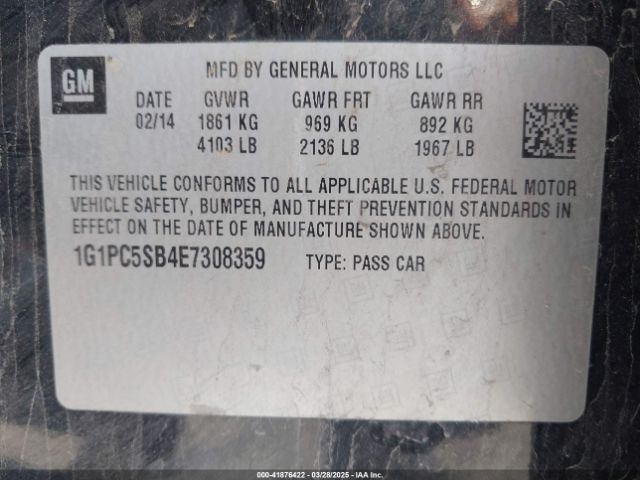 GM
MFD BY GENERAL MOTORS LLC
DATE GVWR GAWR FRT GAWR RR
02/14 1861 KG 969 KG 892 KG
4103 LB 2136 LB 1967 LB
THIS VEHICLE CONFORMS TO ALL APPLICABLE U.S. FEDERAL MOTOR
VEHICLE SAFETY, BUMPER, AND THEFT PREVENTION STANDARDS IN
EFFECT ON THE DATE OF MANUFACTURE SHOWN ABOVE.
1G1PC5SB4E7308359 TYPE: PASS CAR
000-41876422 - 03/28/2025 - IAA Inc.